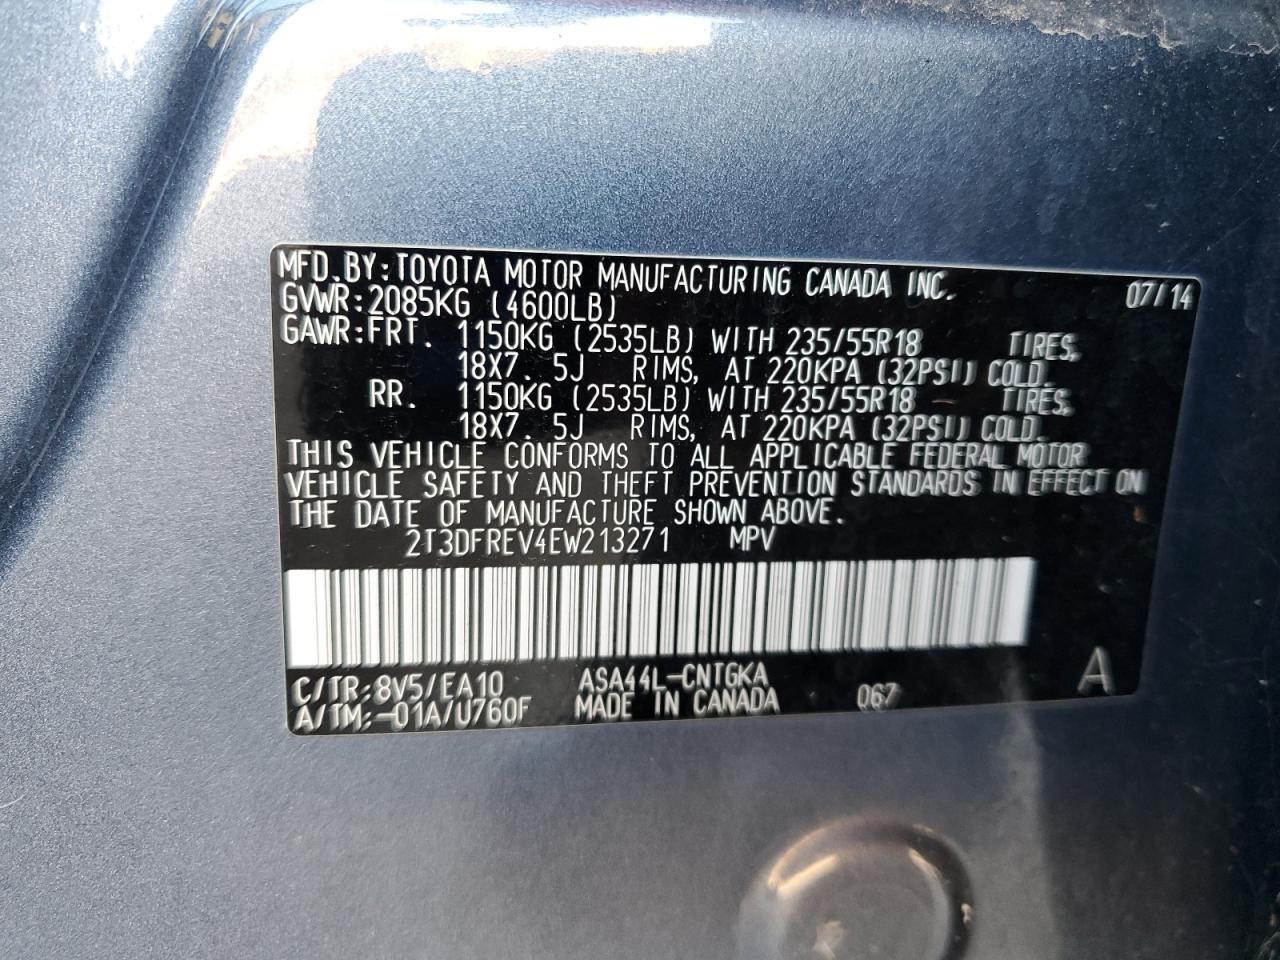 MFD.BY:TOYOTA MOTOR MANUFACTURING CANADA INC. 07/14
GVWR:2085KG (4600LB)
GAWR:FRT. 1150KG (2535LB) WITH 235/55R18 TIRES,
18X7.5J RIMS, AT 220KPA (32PSI) COLD.
RR. 1150KG (2535LB) WITH 235/55R18 TIRES,
18X7.5J RIMS, AT 220KPA (32PSI) COLD.
THIS VEHICLE CONFORMS TO ALL APPLICABLE FEDERAL MOTOR
VEHICLE SAFETY AND THEFT PREVENTION STANDARDS IN EFFECT ON
THE DATE OF MANUFACTURE SHOWN ABOVE.
2T3DFREV4EW213271 MPV
C/TR:8V5/EA10 ASA44L-CNTGKA A
A/TM:-01A/U760F MADE IN CANADA 067